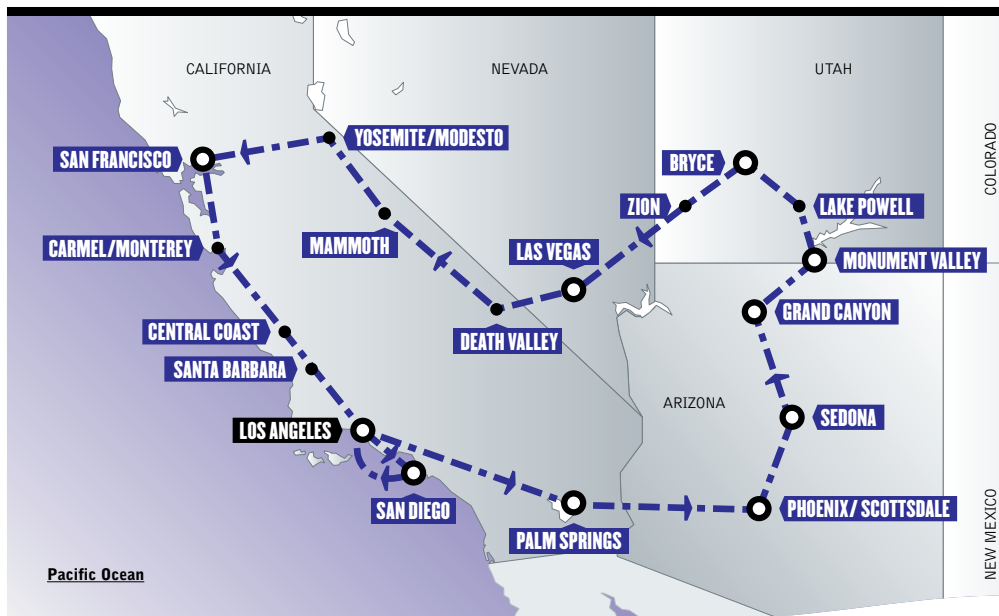 CALIFORNIA
NEVADA
UTAH
COLORADO
YOSEMITE/MODESTO
SAN FRANCISCO
BRYCE
ZION
LAKE POWELL
MAMMOTH
CARMEL/MONTEREY
LAS VEGAS
MONUMENT VALLEY
GRAND CANYON
CENTRAL COAST
DEATH VALLEY
SANTA BARBARA
ARIZONA
SEDONA
LOS ANGELES
SAN DIEGO
PHOENIX/ SCOTTSDALE
PALM SPRINGS
NEW MEXICO
Pacific Ocean